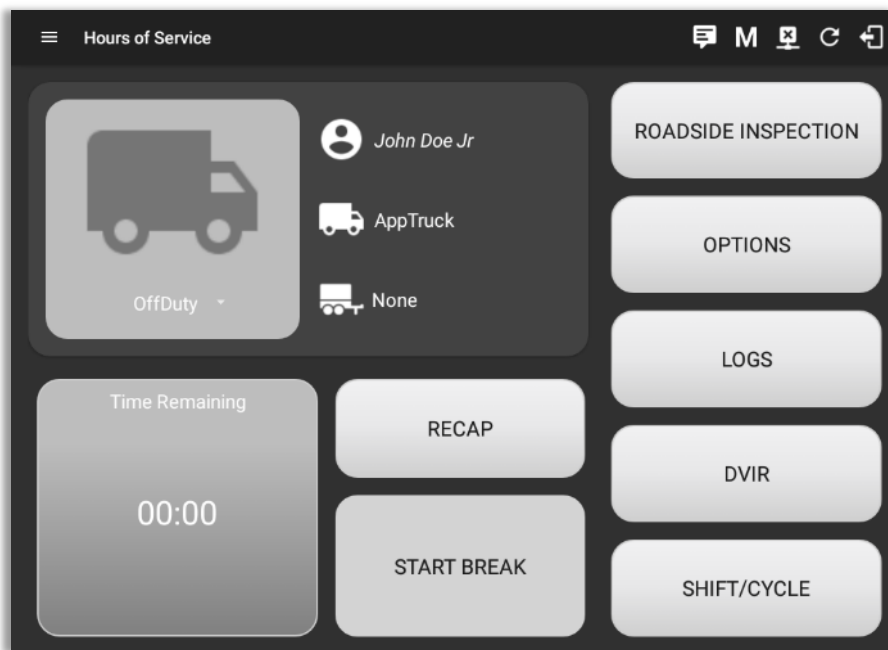 Hours of Service
M
John Doe Jr
AppTruck
None
OffDuty
Time Remaining
00:00
RECAP
START BREAK
ROADSIDE INSPECTION
OPTIONS
LOGS
DVIR
SHIFT/CYCLE